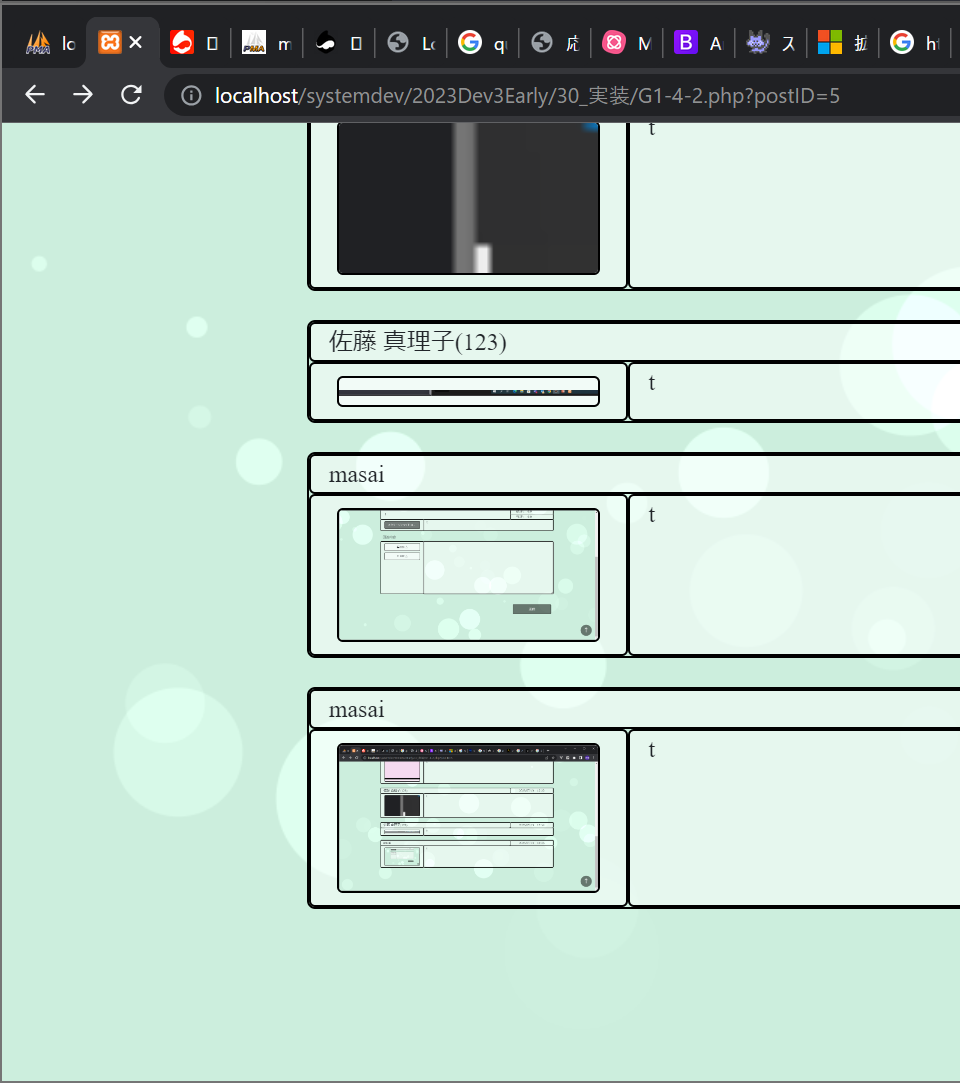 lo
m
Lo
qu
応
M
A
ス
拡
ht
localhost/systemdev/2023Dev3Early/30_実装/G1-4-2.php?postID=5
t
佐藤 真理子(123)
t
masai
t
masai
t